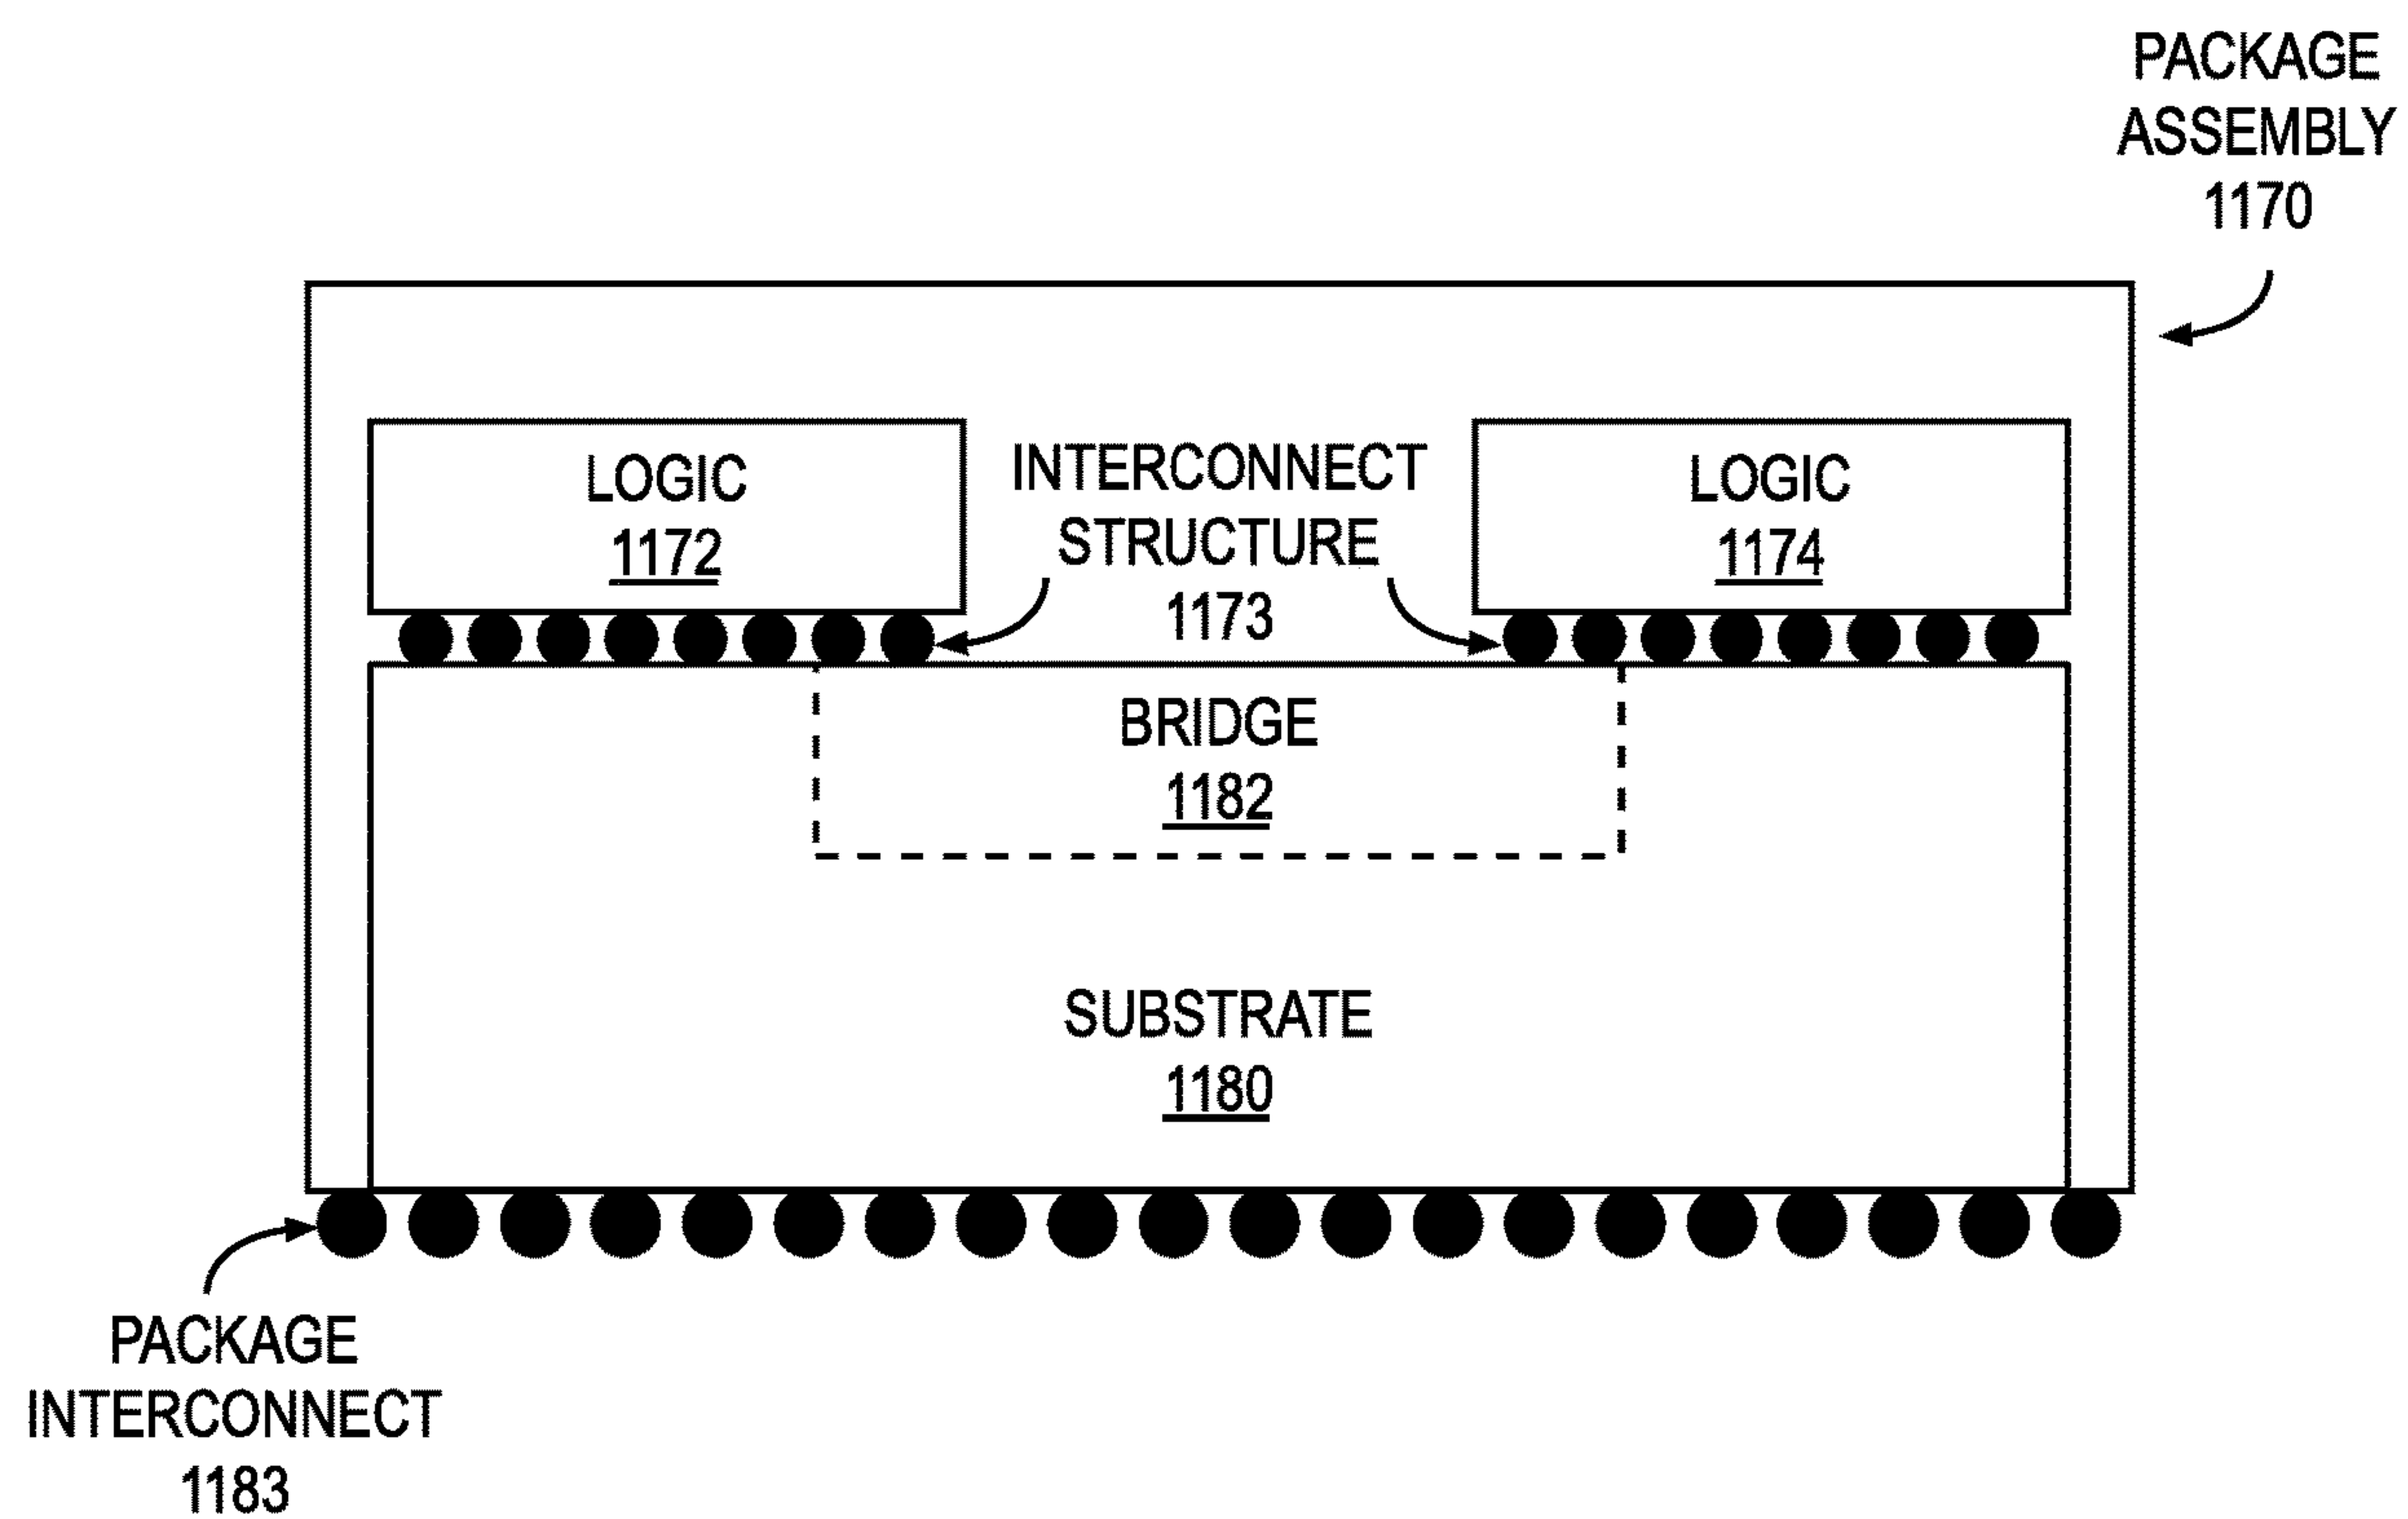 PACKAGE
ASSEMBLY
1170
LOGIC
1172
INTERCONNECT
STRUCTURE
1173
LOGIC
1174
BRIDGE
1182
SUBSTRATE
1180
PACKAGE
INTERCONNECT
1183